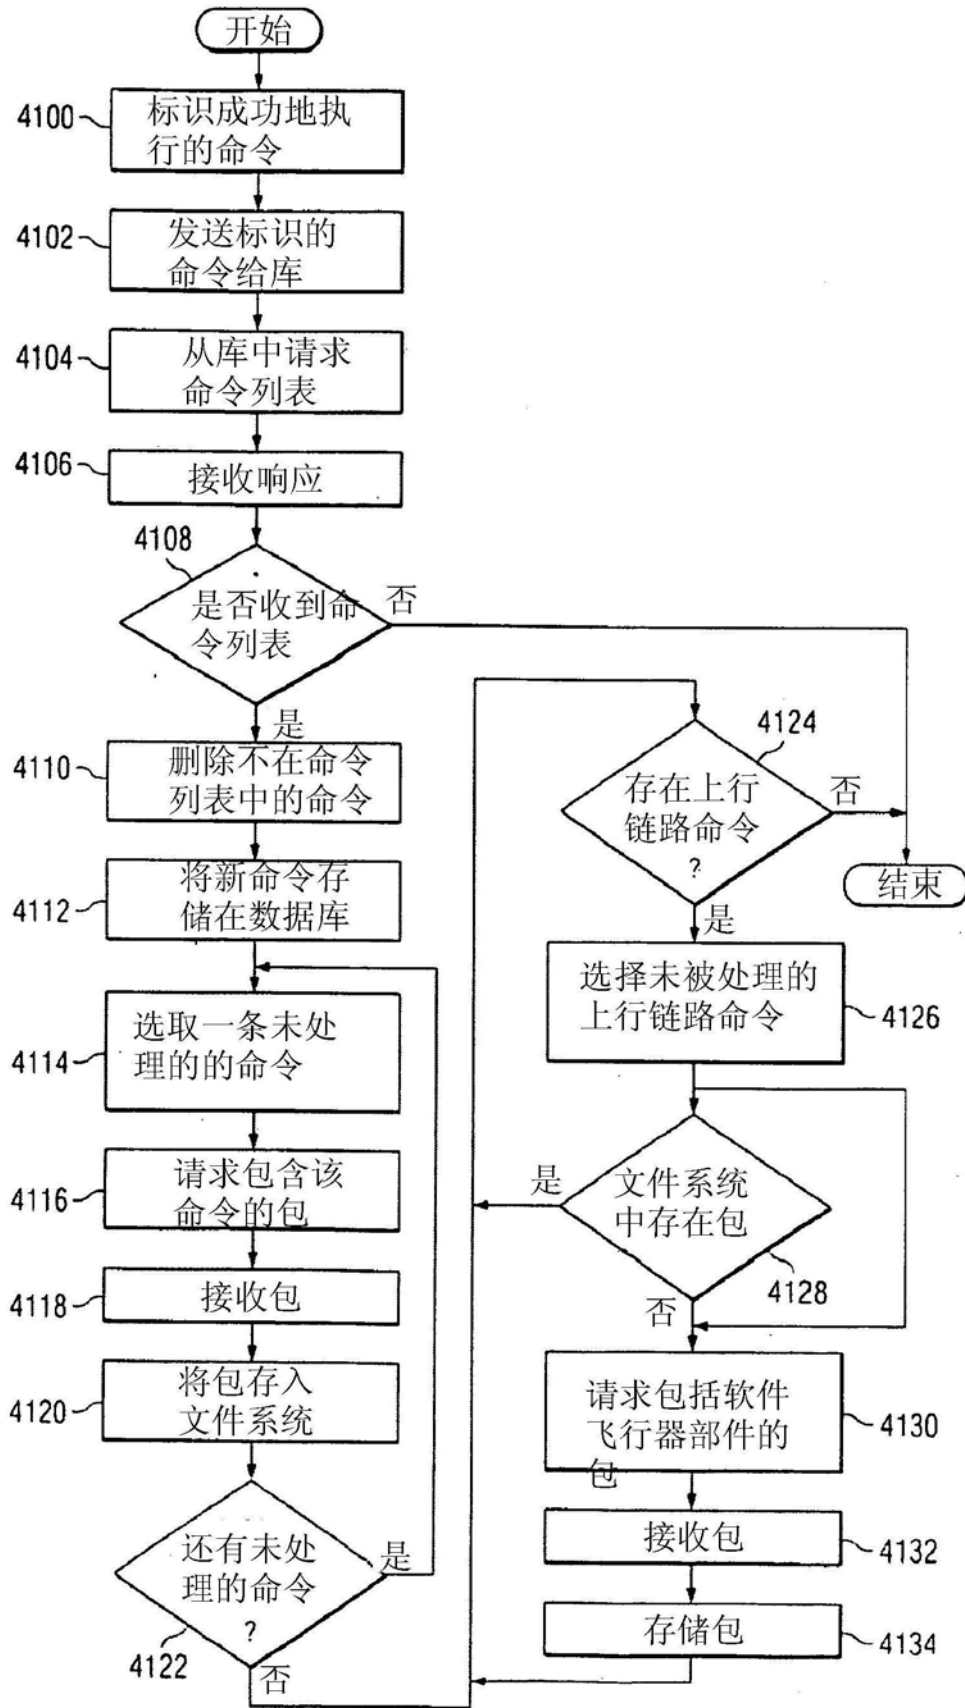 开始
4100
标识成功地执
行的命令
4102
发送标识的
命令给库
4104
从库中请求
命令列表
4106
接收响应
4108
是否收到命
令列表
否
是
4110
删除不在命令
列表中的命令
4112
将新命令存
储在数据库
4114
选取一条未处
理的的命令
4116
请求包含该
命令的包
4118
接收包
4120
将包存入
文件系统
还有未处
理的命令
?
是
4122
否
4124
存在上行
链路命令
?
否
结束
是
选择未被处理的
上行链路命令
4126
是
文件系统
中存在包
4128
否
请求包括软件
飞行器部件的
包
4130
接收包
4132
存储包
4134